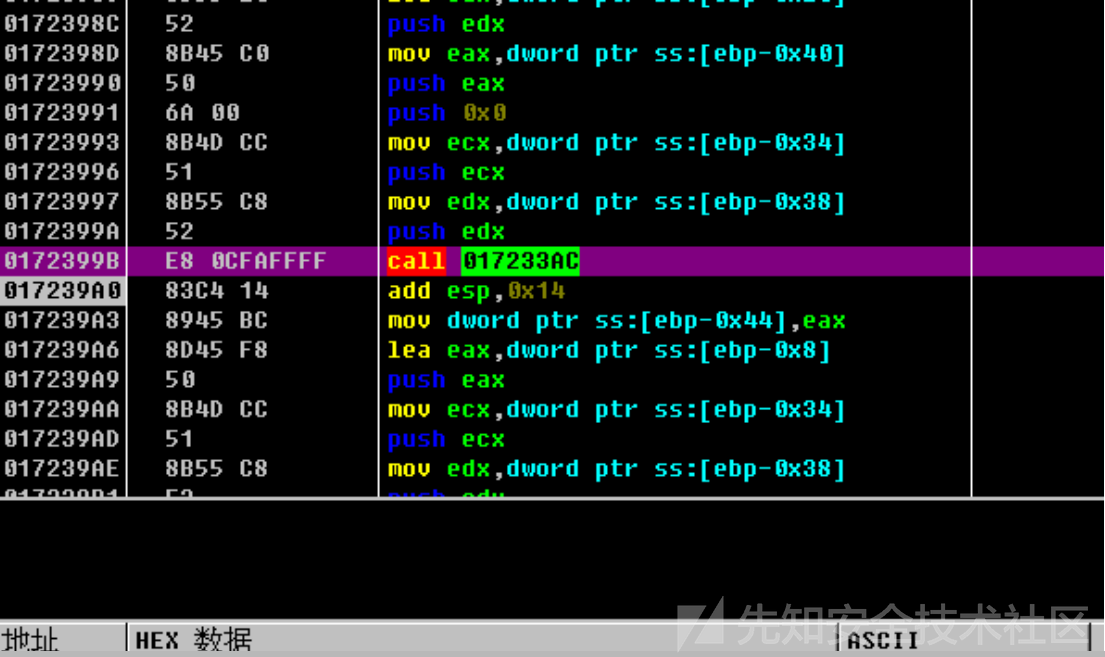 0172398C 52 push edx
0172398D 8B45 C0 mov eax,dword ptr ss:[ebp-0x40]
01723990 50 push eax
01723991 6A 00 push 0x0
01723993 8B4D CC mov ecx,dword ptr ss:[ebp-0x34]
01723996 51 push ecx
01723997 8B55 C8 mov edx,dword ptr ss:[ebp-0x38]
0172399A 52 push edx
0172399B E8 0CFAFFFF call 017233AC
017239A0 83C4 14 add esp,0x14
017239A3 8945 BC mov dword ptr ss:[ebp-0x44],eax
017239A6 8D45 F8 lea eax,dword ptr ss:[ebp-0x8]
017239A9 50 push eax
017239AA 8B4D CC mov ecx,dword ptr ss:[ebp-0x34]
017239AD 51 push ecx
017239AE 8B55 C8 mov edx,dword ptr ss:[ebp-0x38]
先知安全技术社区
地址 HEX 数据 ASCII